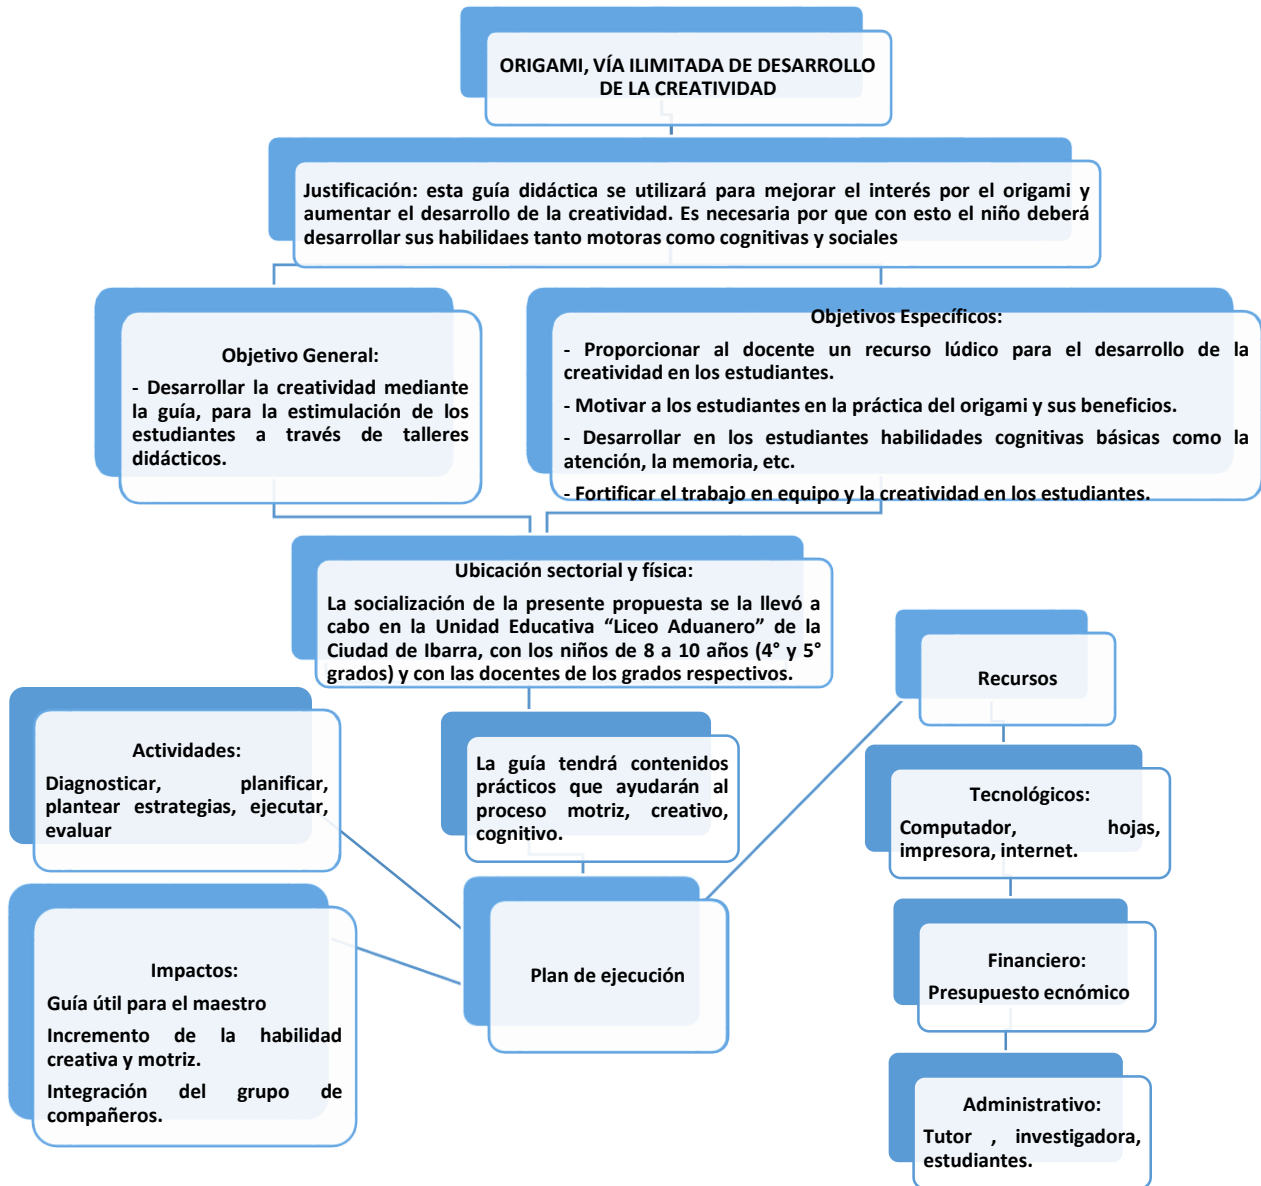 ORIGAMI, VÍA ILIMITADA DE DESARROLLO
DE LA CREATIVIDAD
Justificación: esta guía didáctica se utilizará para mejorar el interés por el origami y
aumentar el desarrollo de la creatividad. Es necesaria por que con esto el niño deberá
desarrollar sus habilidaes tanto motoras como cognitivas y sociales
Objetivo General:
- Desarrollar la creatividad mediante
la guía, para la estimulación de los
estudiantes a través de talleres
didácticos.
Objetivos Específicos:
- Proporcionar al docente un recurso lúdico para el desarrollo de la
creatividad en los estudiantes.
- Motivar a los estudiantes en la práctica del origami y sus beneficios.
- Desarrollar en los estudiantes habilidades cognitivas básicas como la
atención, la memoria, etc.
- Fortificar el trabajo en equipo y la creatividad en los estudiantes.
Ubicación sectorial y física:
La socialización de la presente propuesta se la llevó a
cabo en la Unidad Educativa “Liceo Aduanero” de la
Ciudad de Ibarra, con los niños de 8 a 10 años (4° y 5°
grados) y con las docentes de los grados respectivos.
Actividades:
Diagnosticar, planificar,
plantear estrategias, ejecutar,
evaluar
La guía tendrá contenidos
prácticos que ayudarán al
proceso motriz, creativo,
cognitivo.
Impactos:
Guía útil para el maestro
Incremento de la habilidad
creativa y motriz.
Integración del grupo de
compañeros.
Plan de ejecución
Recursos
Tecnológicos:
Computador, hojas,
impresora, internet.
Financiero:
Presupuesto ecnómico
Administrativo:
Tutor , investigadora,
estudiantes.